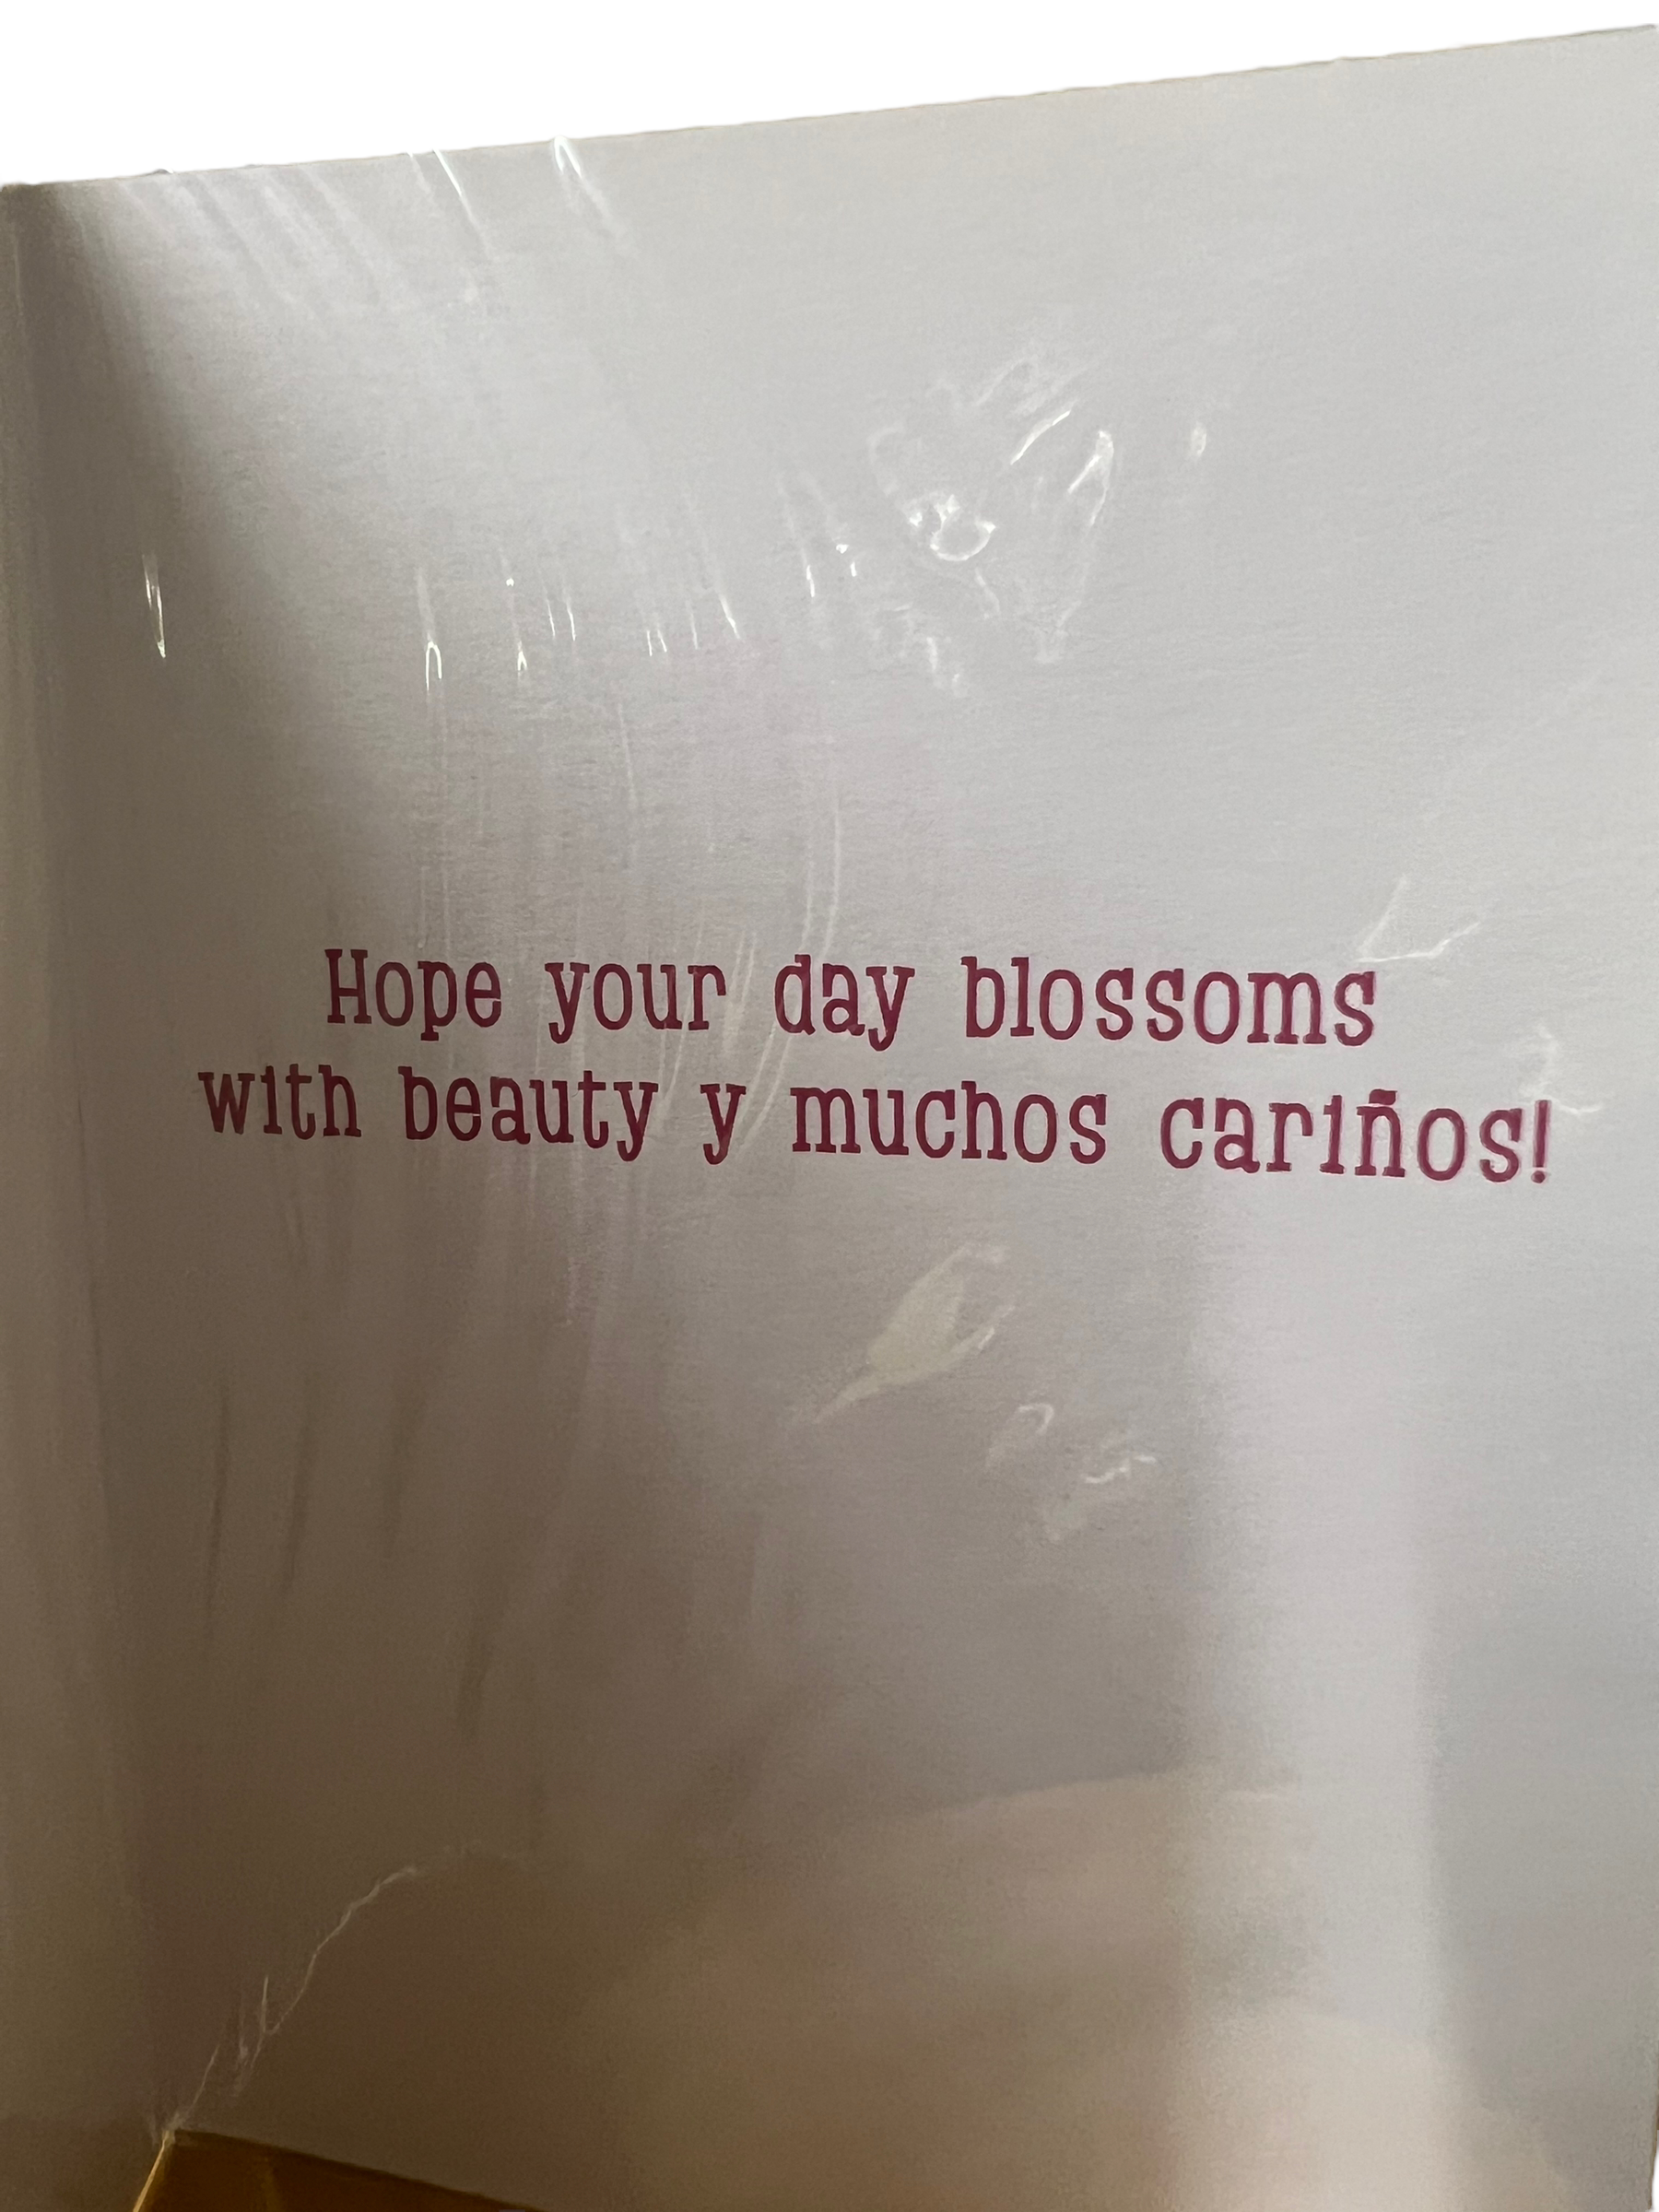 Hope your day blossoms
with beauty y muchos cariños!